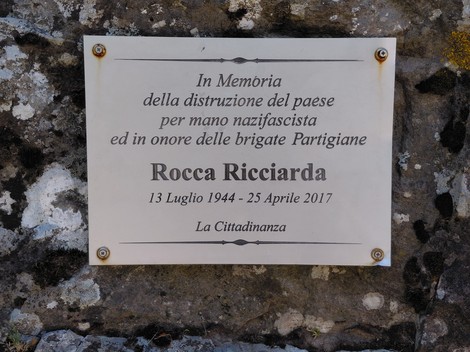 In Memoria
della distruzione del paese
per mano nazifascista
ed in onore delle brigate Partigiane
Rocca Ricciarda
13 Luglio 1944 - 25 Aprile 2017
La Cittadinanza